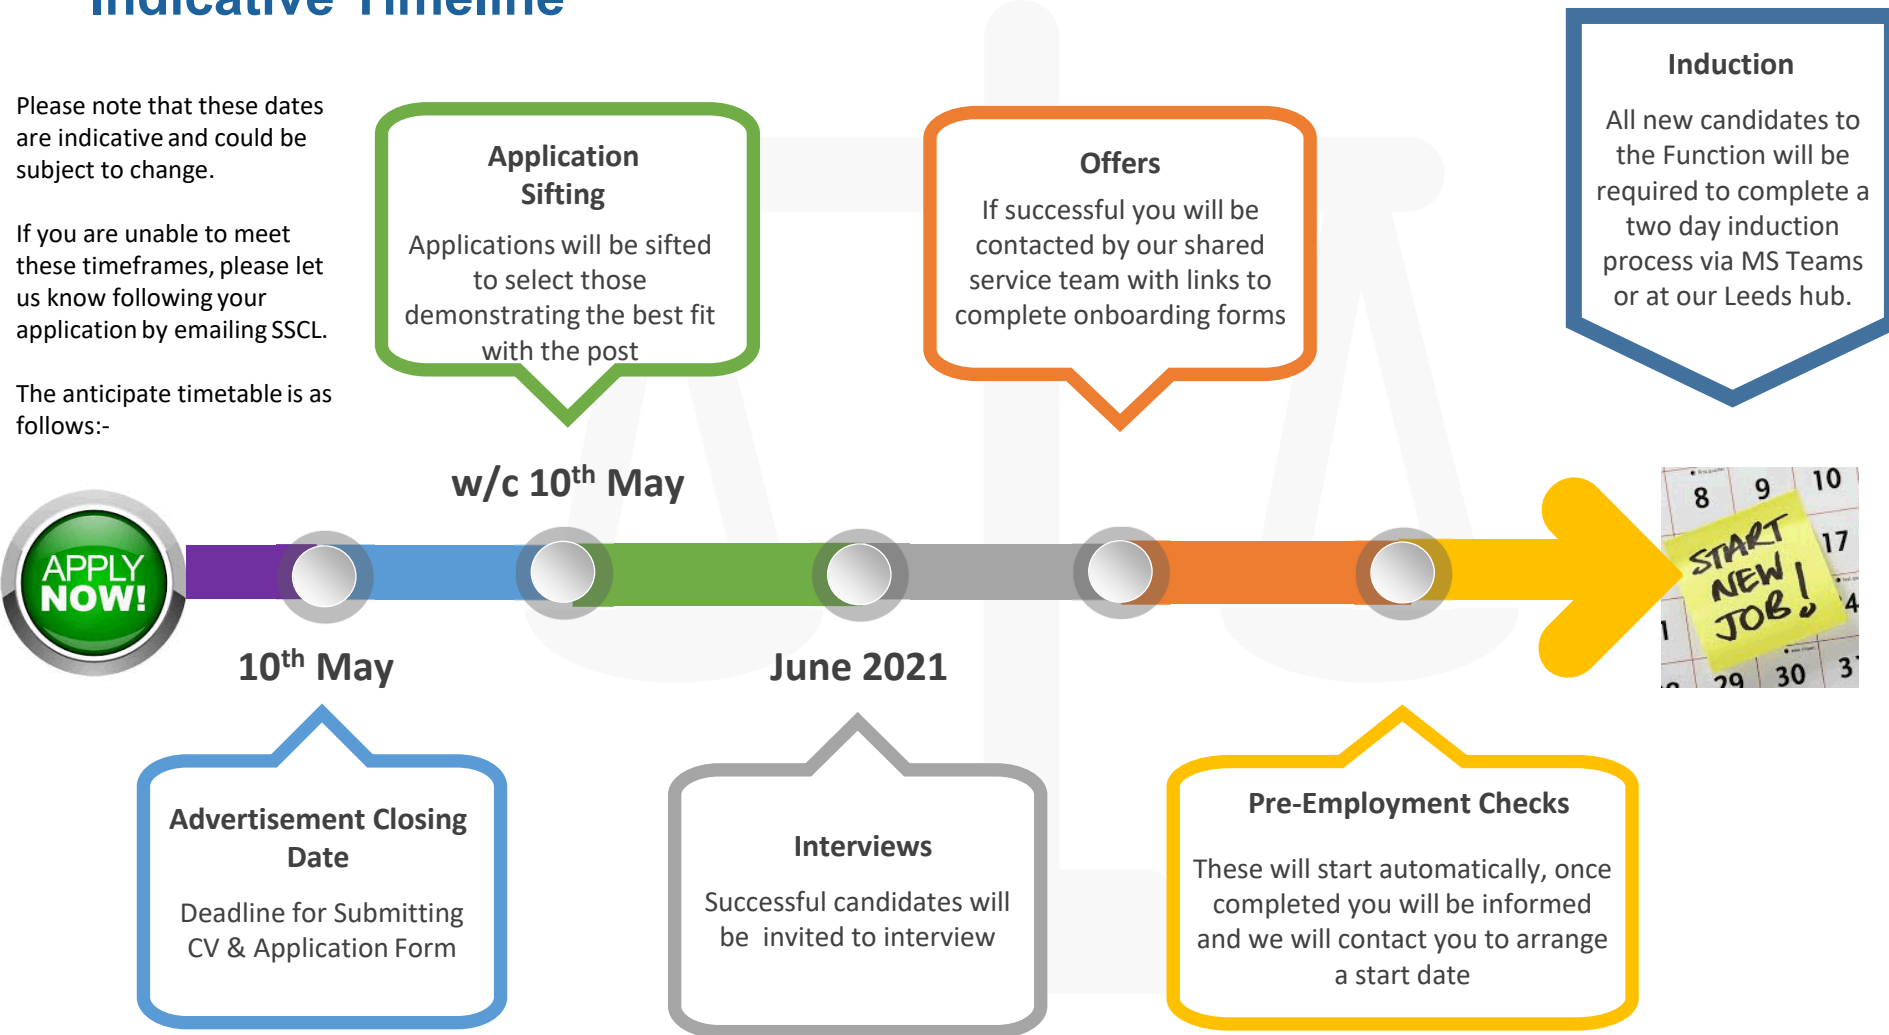 Indicative Timeline
Please note that these dates
are indicative and could be
subject to change.
If you are unable to meet
these timeframes, please let
us know following your
application by emailing SSCL.
The anticipate timetable is as
follows:-
Application
Sifting
Applications will be sifted
to select those
demonstrating the best fit
with the post
Offers
If successful you will be
contacted by our shared
service team with links to
complete onboarding forms
Induction
All new candidates to
the Function will be
required to complete a
two day induction
process via MS Teams
or at our Leeds hub.
w/c 10th May
APPLY
NOW!
8 9 10
START
NEW
JOB!
17
29 30
10th May
June 2021
Advertisement Closing
Date
Deadline for Submitting
CV & Application Form
Interviews
Successful candidates will
be invited to interview
Pre-Employment Checks
These will start automatically, once
completed you will be informed
and we will contact you to arrange
a start date